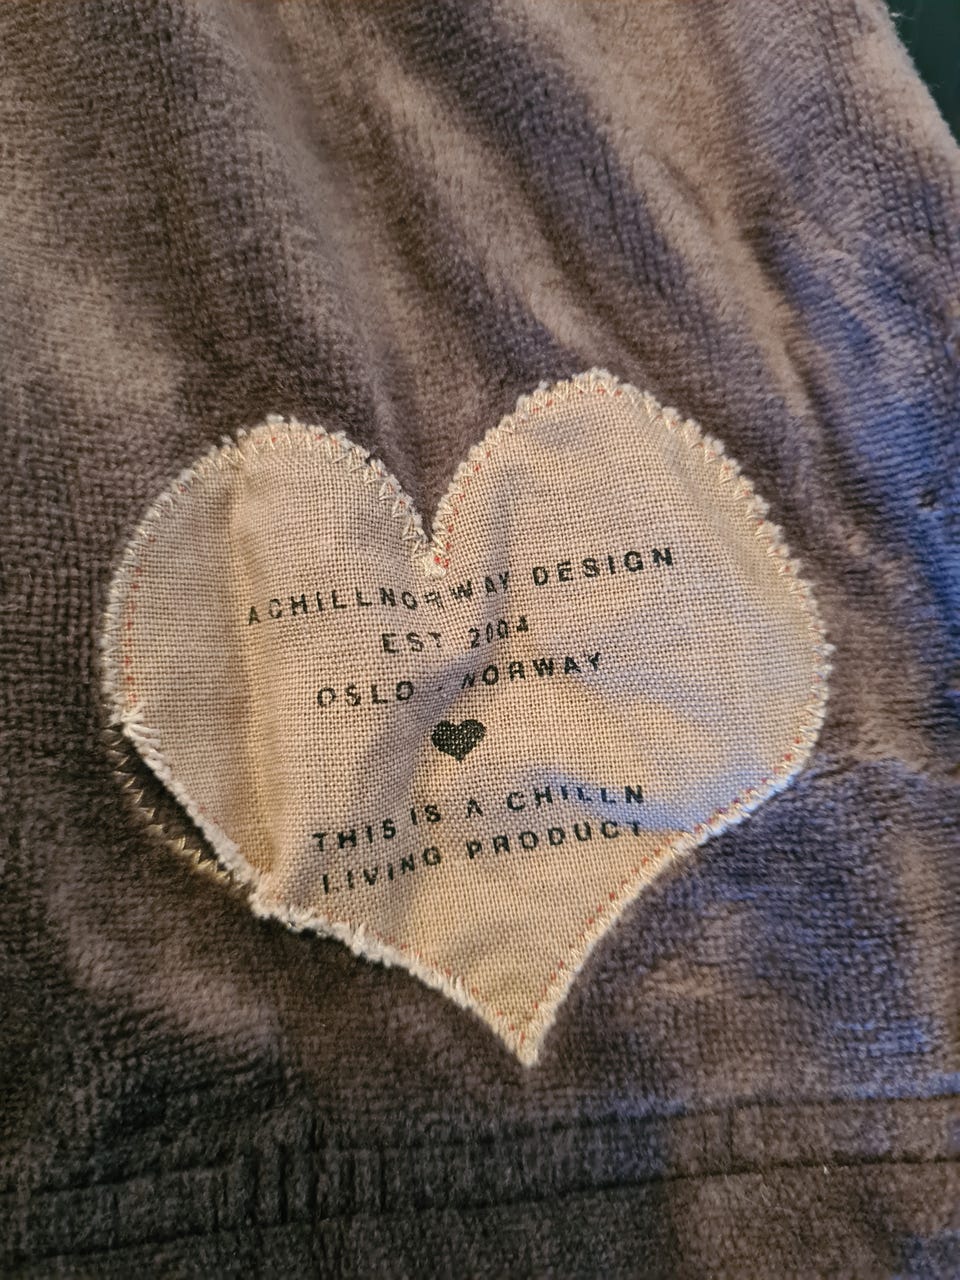 ACHILLNORWAY DESIGN
EST 2004
OSLO · NORWAY
THIS IS A CHILLN
LIVING PRODUCT